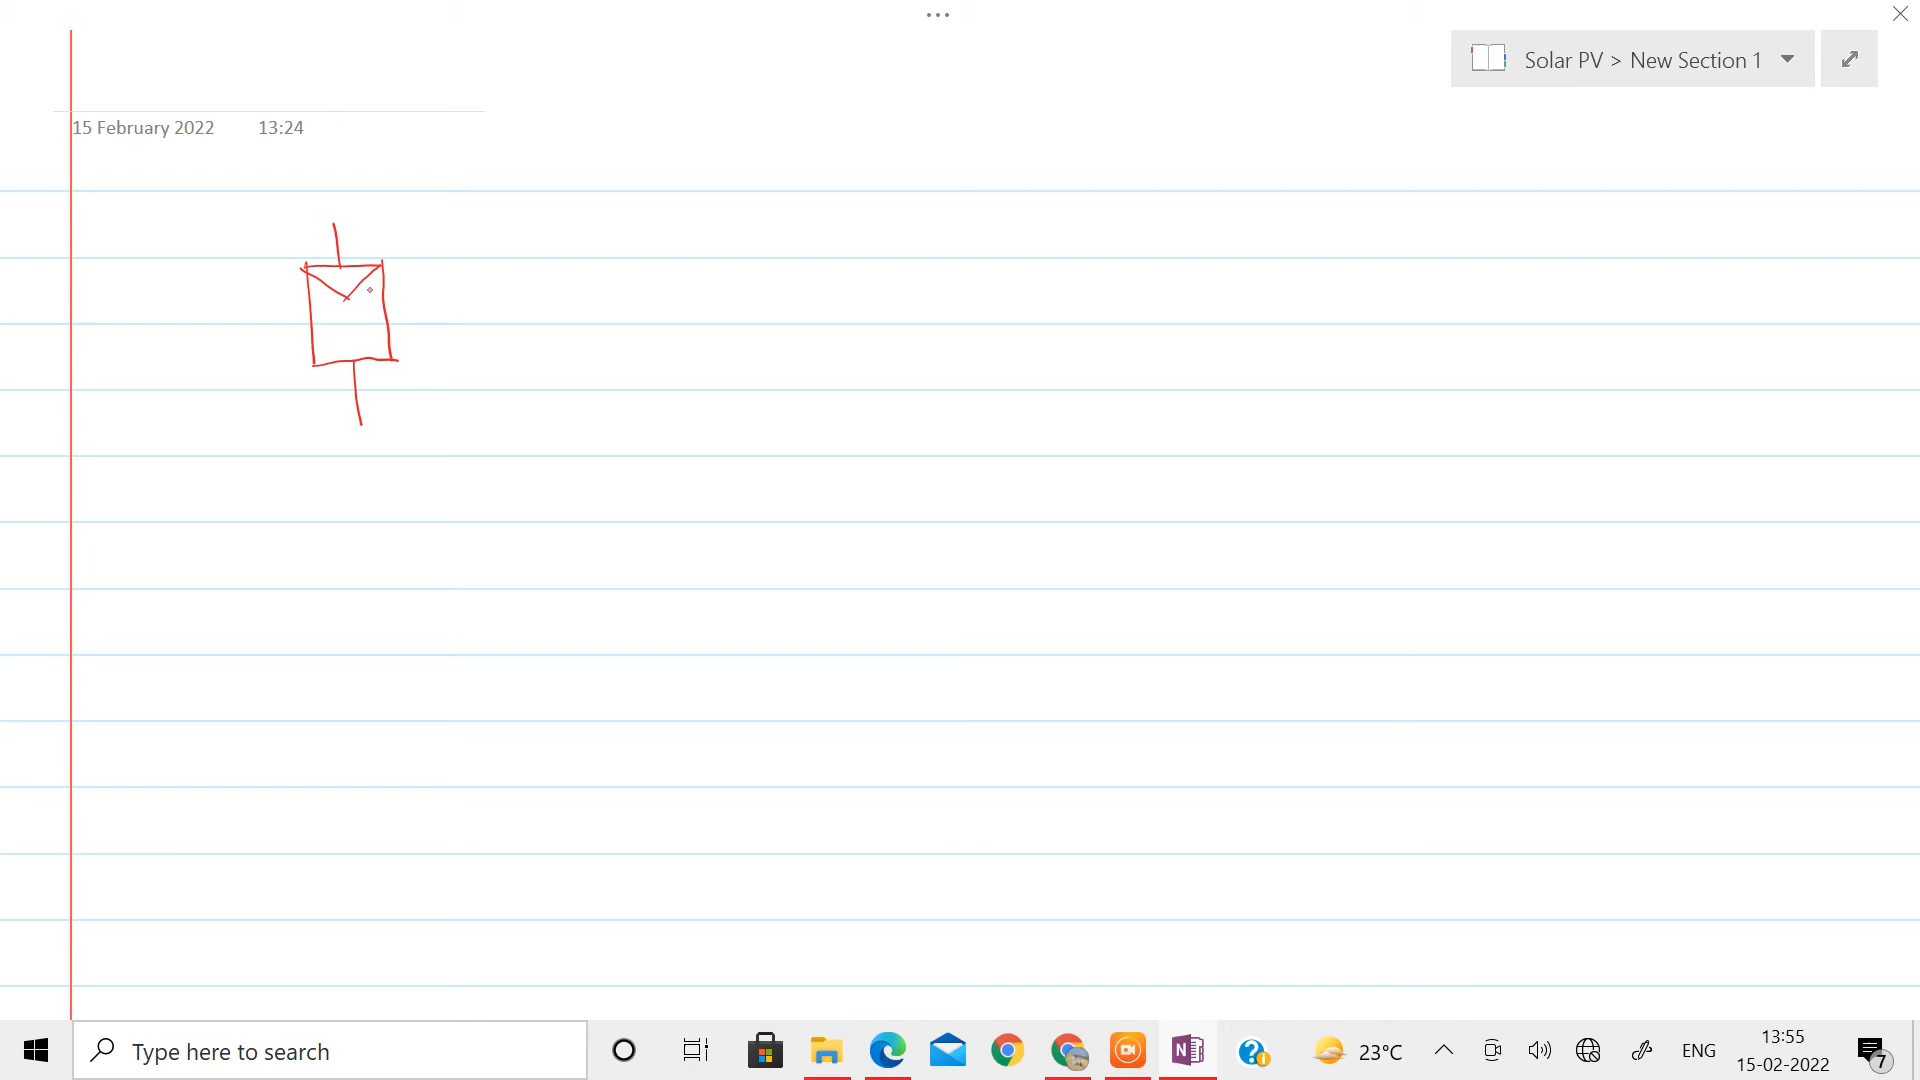 Solar PV > New Section 1
15 February 2022 13:24
Type here to search
23°C
ENG
13:55
15-02-2022
7